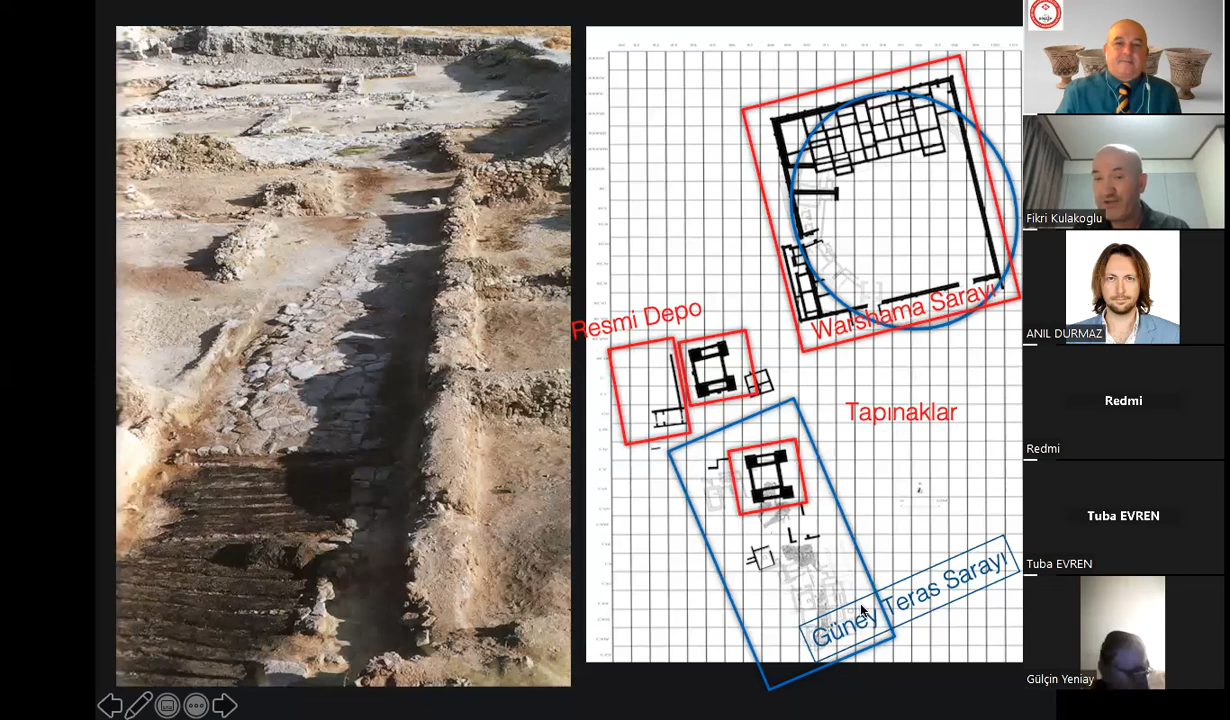 Resmi Depo
Warshama Sarayı
Tapınaklar
Güney Teras Sarayı
Fikri Kulakoglu
ANIL DURMAZ
Redmi
Redmi
Tuba EVREN
Tuba EVREN
Gülçin Yeniay